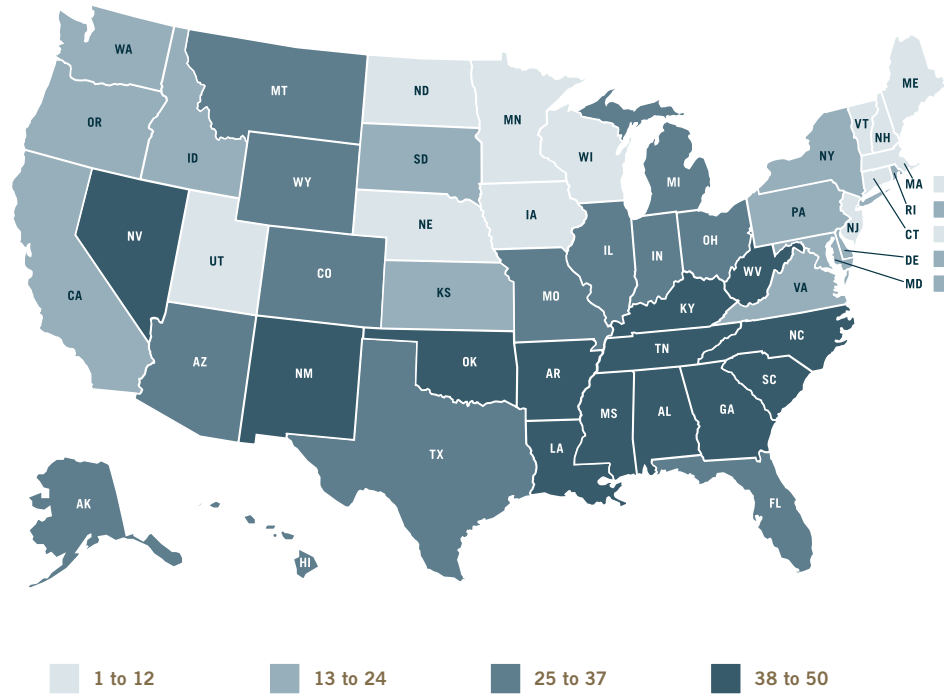 WA
MT
ND
MN
ME
OR
ID
WY
SD
WI
MI
NY
VT
NH
MA
RI
CT
NJ
PA
DE
MD
NV
UT
CO
NE
IA
IL
IN
OH
WV
VA
CA
KS
MO
KY
AZ
NM
OK
AR
TN
NC
SC
MS
AL
GA
TX
LA
FL
AK
HI
1 to 12
13 to 24
25 to 37
38 to 50